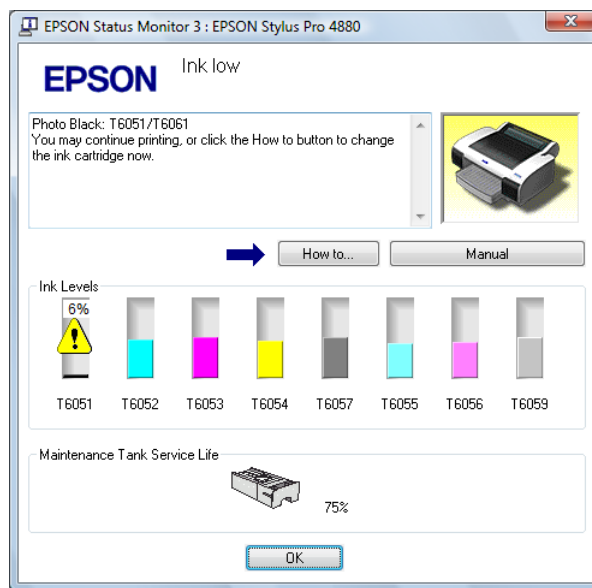 EPSON Status Monitor 3 : EPSON Stylus Pro 4880
EPSON
Ink low
Photo Black: T6051/T6061
You may continue printing, or click the How to button to change
the ink cartridge now.
How to...
Manual
Ink Levels
6%
T6051 T6052 T6053 T6054 T6057 T6055 T6056 T6059
Maintenance Tank Service Life
75%
OK